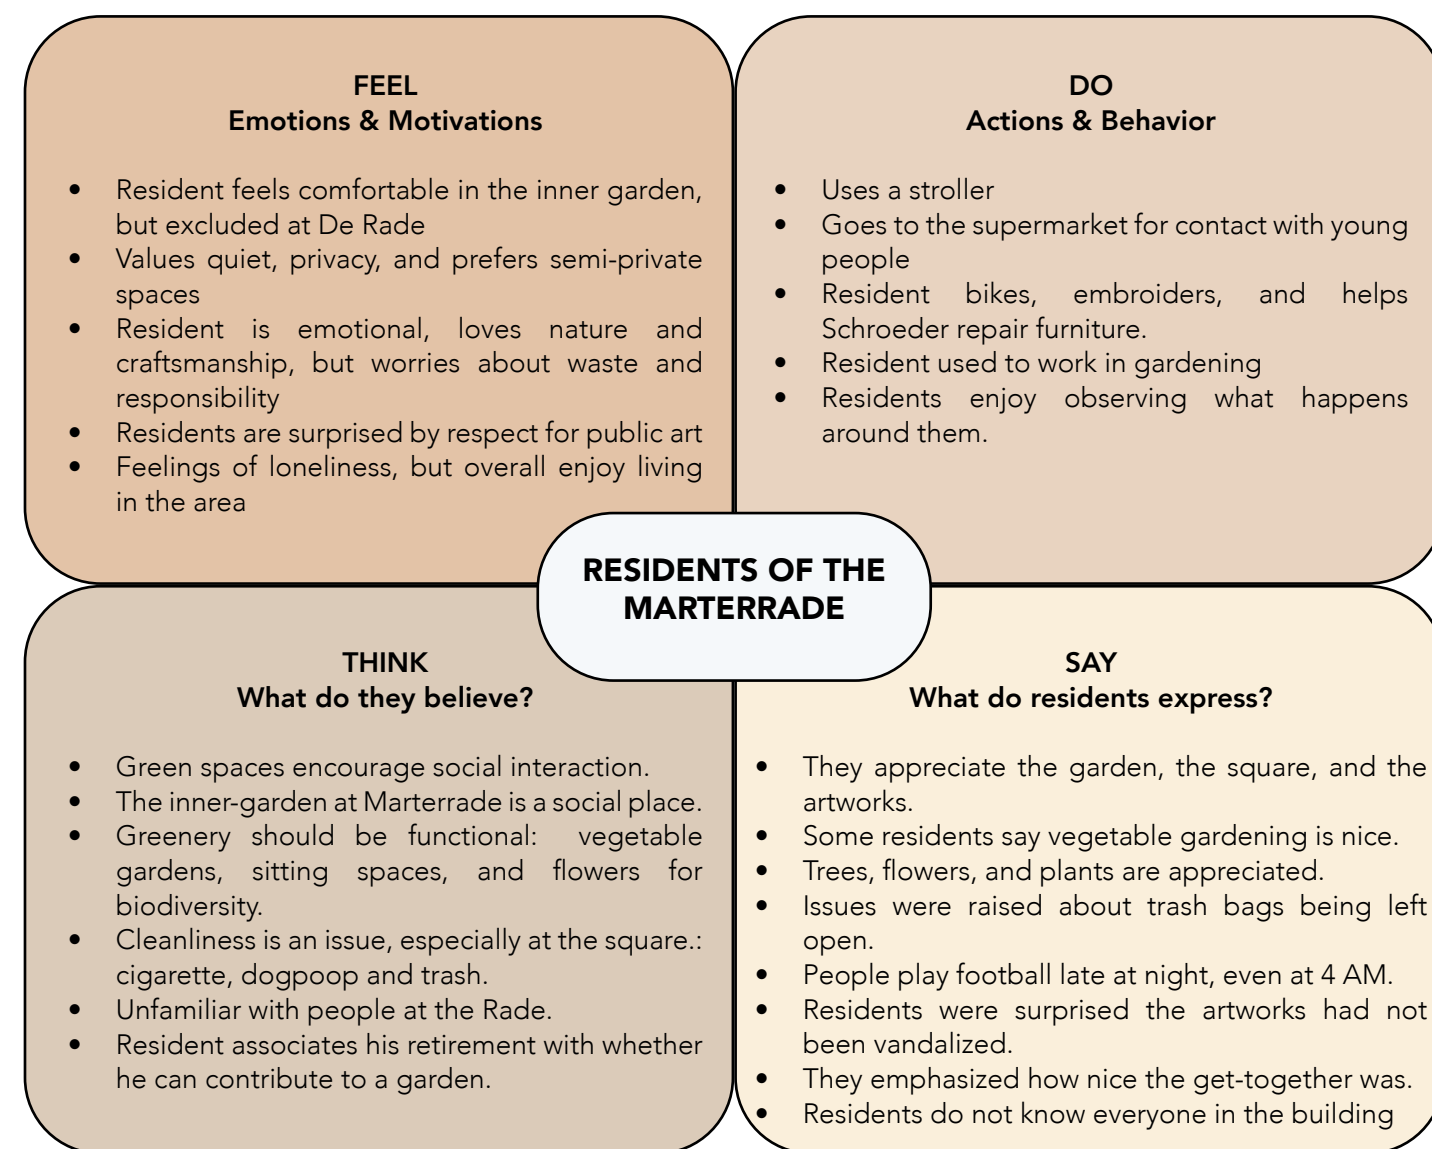 FEEL
Emotions & Motivations
• Resident feels comfortable in the inner garden,
but excluded at De Rade
• Values quiet, privacy, and prefers semi-private
spaces
• Resident is emotional, loves nature and
craftsmanship, but worries about waste and
responsibility
• Residents are surprised by respect for public art
• Feelings of loneliness, but overall enjoy living
in the area
DO
Actions & Behavior
• Uses a stroller
• Goes to the supermarket for contact with young
people
• Resident bikes, embroiders, and helps
Schroeder repair furniture.
• Resident used to work in gardening
• Residents enjoy observing what happens
around them.
RESIDENTS OF THE
MARTERRADE
THINK
What do they believe?
• Green spaces encourage social interaction.
• The inner-garden at Marterrade is a social place.
• Greenery should be functional: vegetable
gardens, sitting spaces, and flowers for
biodiversity.
• Cleanliness is an issue, especially at the square.:
cigarette, dogpoop and trash.
• Unfamiliar with people at the Rade.
• Resident associates his retirement with whether
he can contribute to a garden.
SAY
What do residents express?
• They appreciate the garden, the square, and the
artworks.
• Some residents say vegetable gardening is nice.
• Trees, flowers, and plants are appreciated.
• Issues were raised about trash bags being left
open.
• People play football late at night, even at 4 AM.
• Residents were surprised the artworks had not
been vandalized.
• They emphasized how nice the get-together was.
• Residents do not know everyone in the building